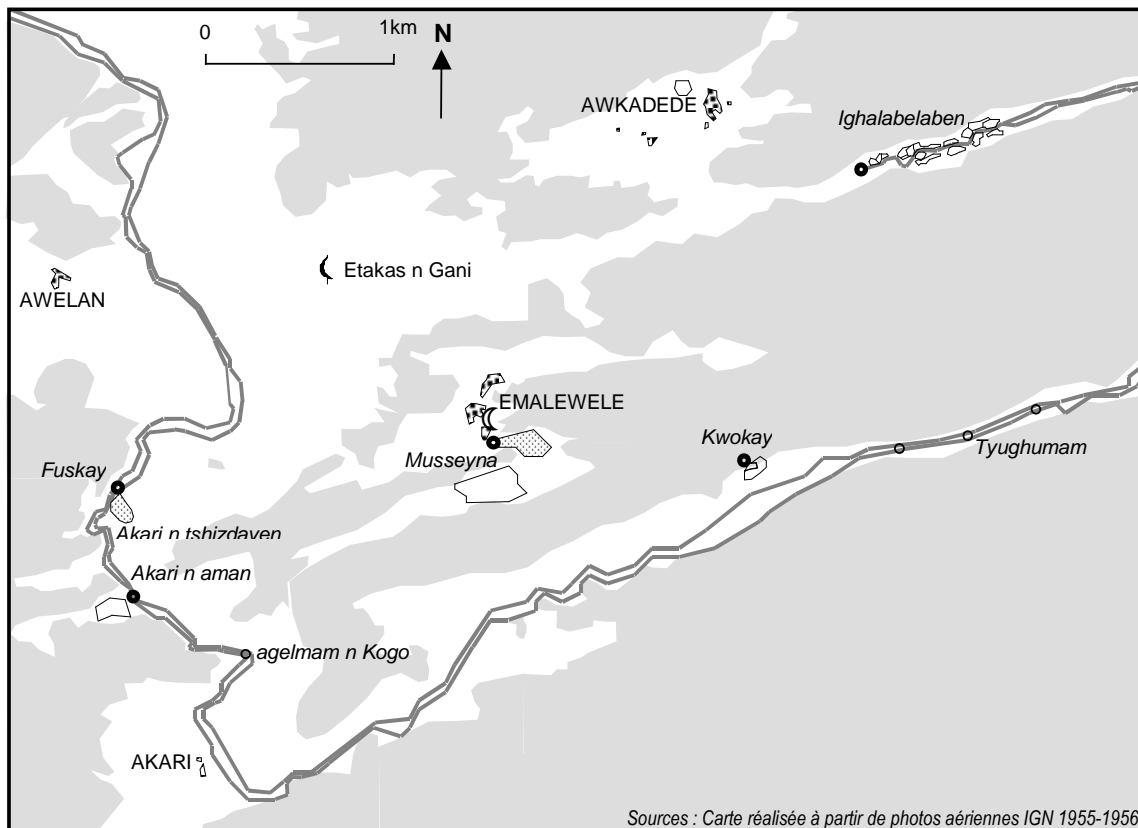 0 1km
N
AWKADEDE
Ighalabelaben
Etakas n Gani
AWELAN
EMALEWELE
Musseyna
Kwokay
Tyughumam
Fuskay
Akari n tshizdaven
Akari n aman
agelmam n Kogo
AKARI
Sources : Carte réalisée à partir de photos aériennes IGN 1955-1956